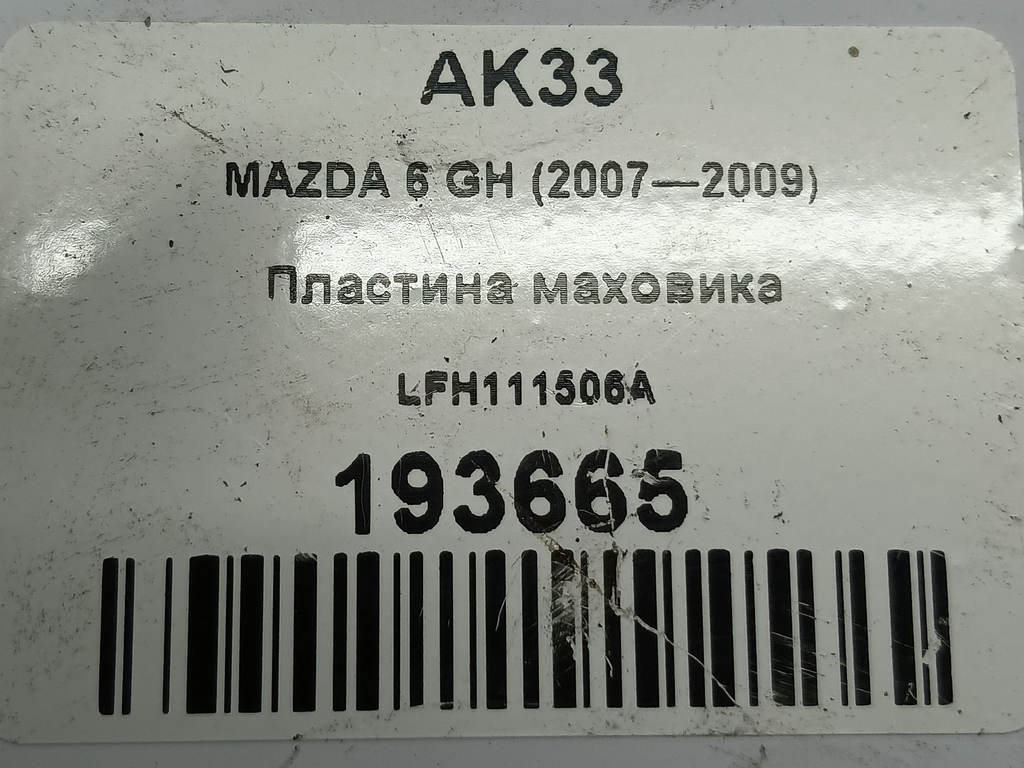 AK33
MAZDA 6 GH (2007—2009)
Пластина маховика
LFH111506A
193665